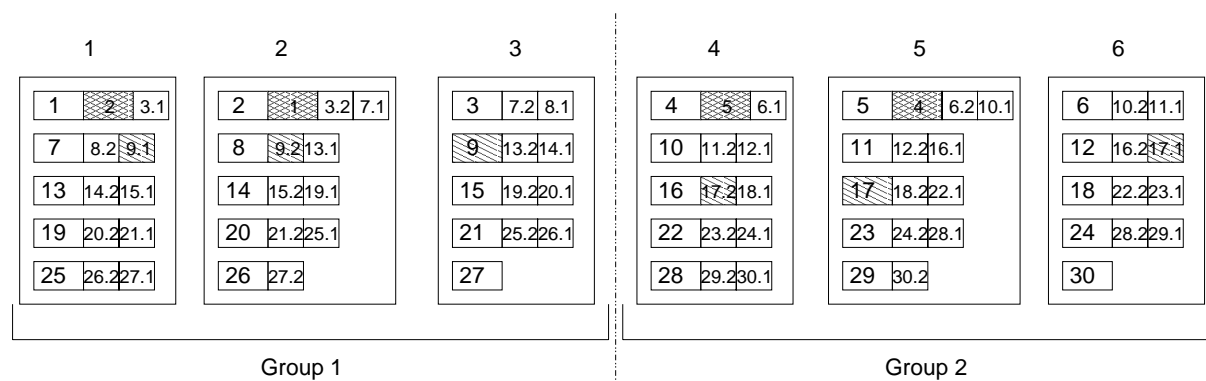 1 2 3 4 5 6
1 2 3.1 2 1 3.2 7.1 3 7.2 8.1 4 5 6.1 5 4 6.2 10.1 6 10.2 11.1
7 8.2 9.1 8 9.2 13.1 9 13.2 14.1 10 11.2 12.1 11 12.2 16.1 12 16.2 17.1
13 14.2 15.1 14 15.2 19.1 15 19.2 20.1 16 17.2 18.1 17 18.2 22.1 18 22.2 23.1
19 20.2 21.1 20 21.2 25.1 21 25.2 26.1 22 23.2 24.1 23 24.2 28.1 24 28.2 29.1
25 26.2 27.1 26 27.2 27 28 29.2 30.1 29 30.2 30
Group 1 Group 2